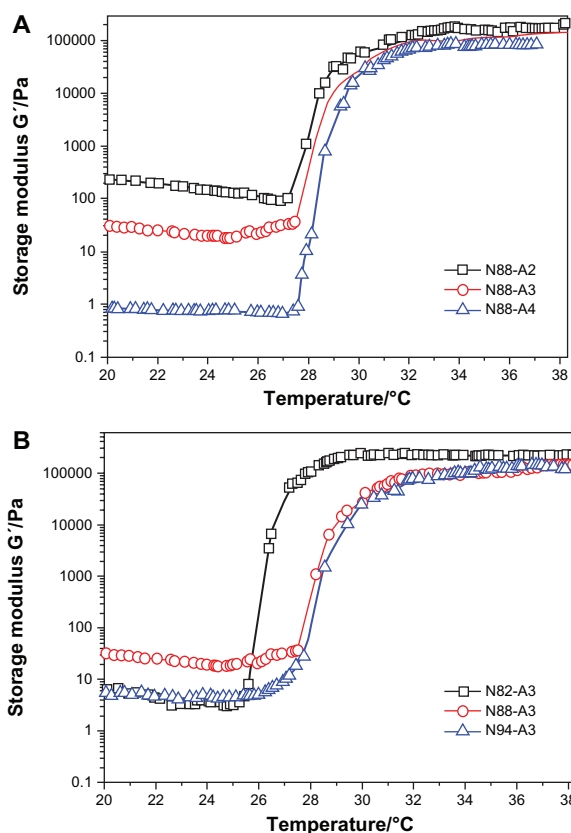 A
Storage modulus G´/Pa
100000
10000
1000
100
10
1
0.1
N88-A2
N88-A3
N88-A4
20 22 24 26 28 30 32 34 36 38
Temperature/°C
B
Storage modulus G´/Pa
100000
10000
1000
100
10
1
0.1
N82-A3
N88-A3
N94-A3
20 22 24 26 28 30 32 34 36 38
Temperature/°C